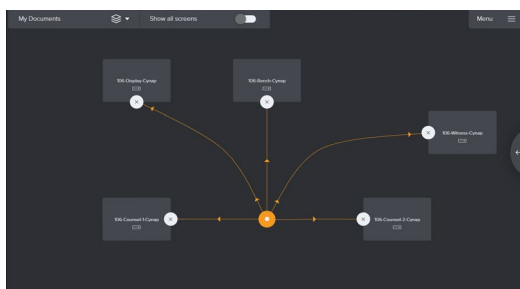 My Documents
Show all screens
Menu
106-Display-Cynap
106-Bench-Cynap
106-Witness-Cynap
106-Counsel-1-Cynap
106-Counsel-2-Cynap